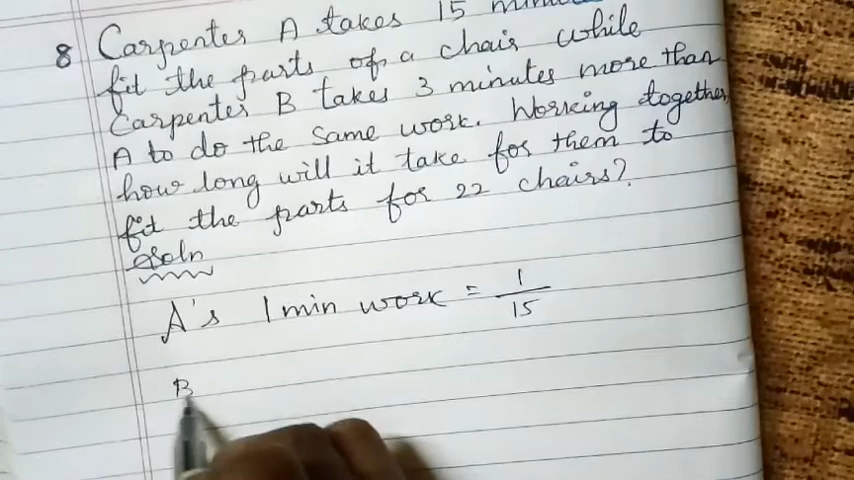 8 Carpenter A takes 15 minutes
fit the parts of a chair while
Carpenter B takes 3 minutes more than
A to do the same work. Working together,
how long will it take for them to
fit the parts for 22 chairs?
Soln
A's 1 min work = 1/15
B